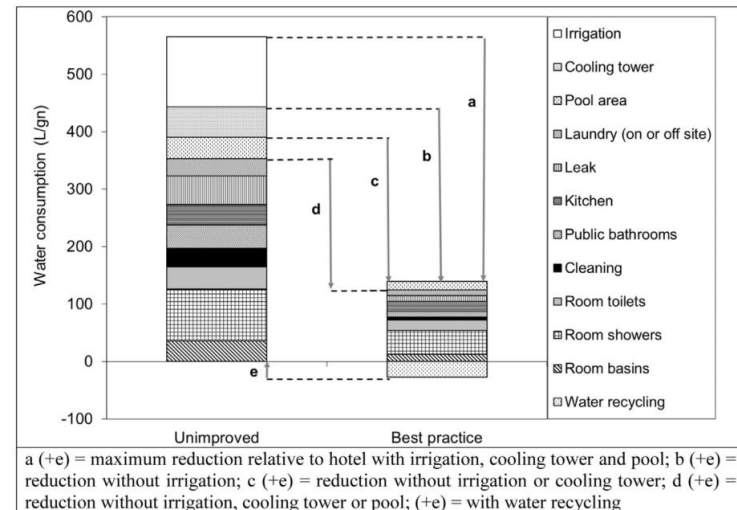 600
500
400
300
200
100
0
-100
Water consumption (L/gn)
a
b
c
d
e
Unimproved
Best practice
Irrigation
Cooling tower
Pool area
Laundry (on or off site)
Leak
Kitchen
Public bathrooms
Cleaning
Room toilets
Room showers
Room basins
Water recycling
a (+e) = maximum reduction relative to hotel with irrigation, cooling tower and pool; b (+e) =
reduction without irrigation; c (+e) = reduction without irrigation or cooling tower; d (+e) =
reduction without irrigation, cooling tower or pool; (+e) = with water recycling